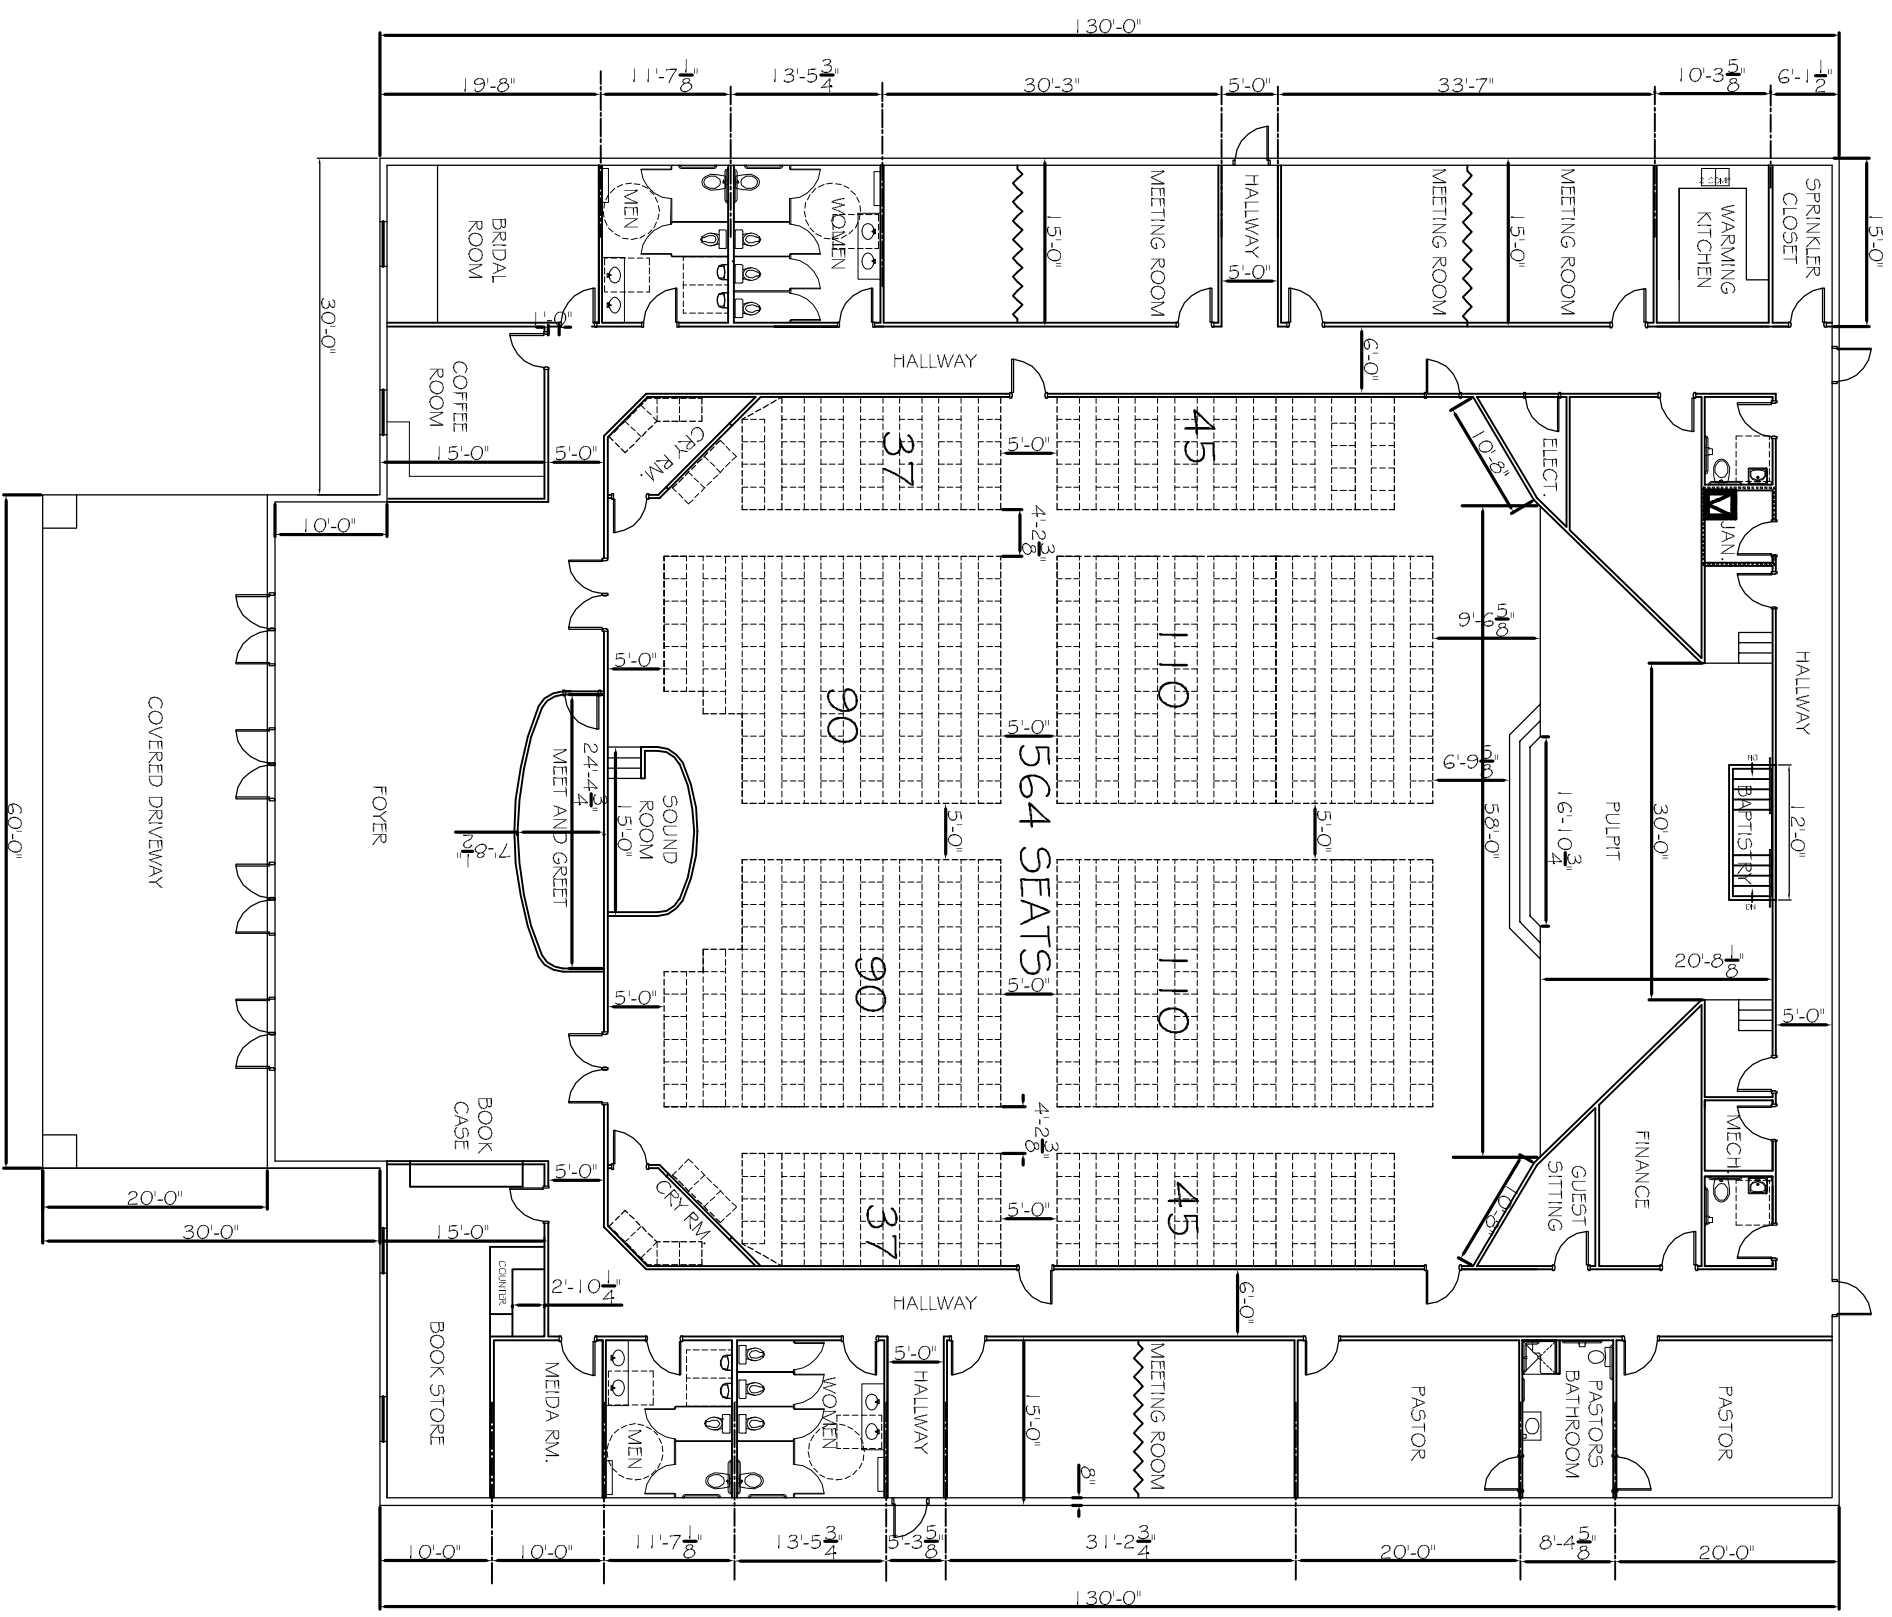 130'-0"
19'-8"
11'-7 1/8"
13'-5 3/4"
30'-3"
5'-0"
33'-7"
10'-3 5/8"
6'-1 1/2"
15'-0"
30'-0"
BRIDAL
ROOM
MEN
WOMEN
15'-0"
MEETING ROOM
HALLWAY
5'-0"
MEETING ROOM
15'-0"
MEETING ROOM
WARMING
KITCHEN
SPRINKLER
CLOSET
1'-0"
COFFEE
ROOM
15'-0"
5'-0"
HALLWAY
6'-0"
CRY RM.
37
5'-0"
45
10'-8"
ELECT.
JAN.
10'-0"
4'-2 3/8"
9'-6 5/8"
5'-0"
90
110
5'-0"
564 SEATS
6'-9 5/8"
58'-0"
16'-10 3/4"
PULPIT
30'-0"
HALLWAY
DN
BAPTISTRY
DN
12'-0"
60'-0"
COVERED DRIVEWAY
FOYER
7'-8 1/2"
MEET AND GREET
24'-4 3/4"
15'-0"
SOUND
ROOM
5'-0"
5'-0"
5'-0"
90
5'-0"
110
20'-8 1/8"
5'-0"
BOOK
CASE
4'-2 3/8"
5'-0"
CRY RM.
37
5'-0"
45
GUEST
SITTING
FINANCE
MECH.
20'-0"
30'-0"
15'-0"
COUNTER
2'-10 1/4"
HALLWAY
6'-0"
BOOK STORE
MEIDA RM.
MEN
WOMEN
5'-0"
HALLWAY
15'-0"
MEETING ROOM
8"
PASTOR
PASTORS
BATHROOM
PASTOR
10'-0"
10'-0"
11'-7 1/8"
13'-5 3/4"
5'-3 5/8"
31'-2 3/4"
20'-0"
8'-4 5/8"
20'-0"
130'-0"